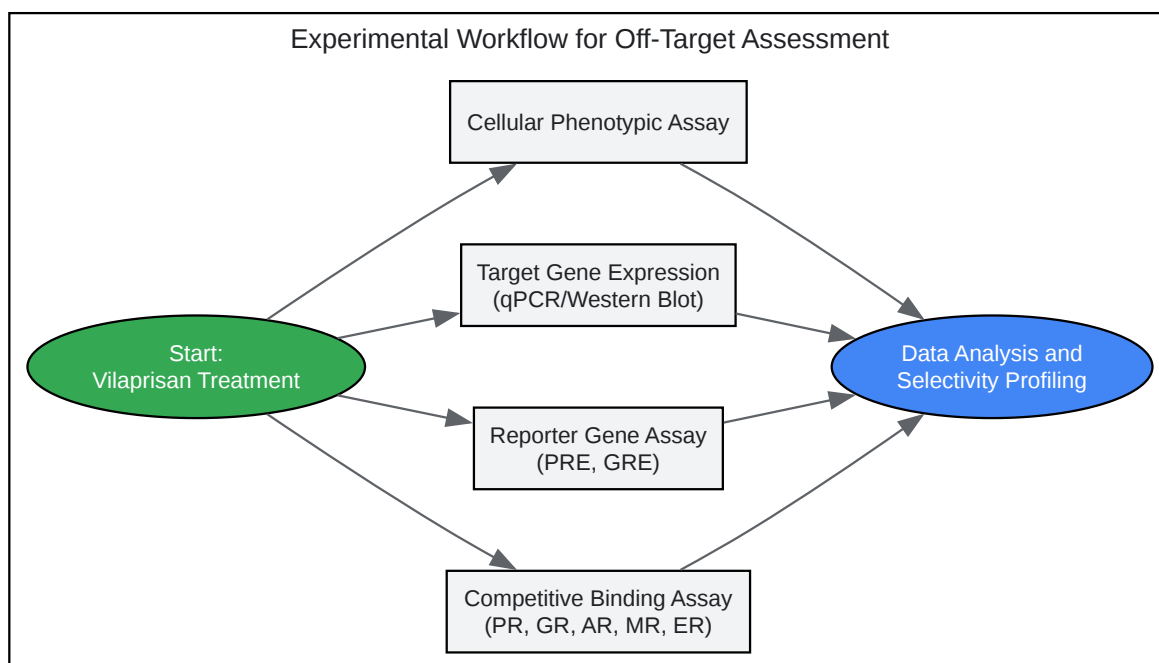 Experimental Workflow for Off-Target Assessment
Cellular Phenotypic Assay
Target Gene Expression
(qPCR/Western Blot)
Start:
Vilaprisan Treatment
Data Analysis and
Selectivity Profiling
Reporter Gene Assay
(PRE, GRE)
Competitive Binding Assay
(PR, GR, AR, MR, ER)